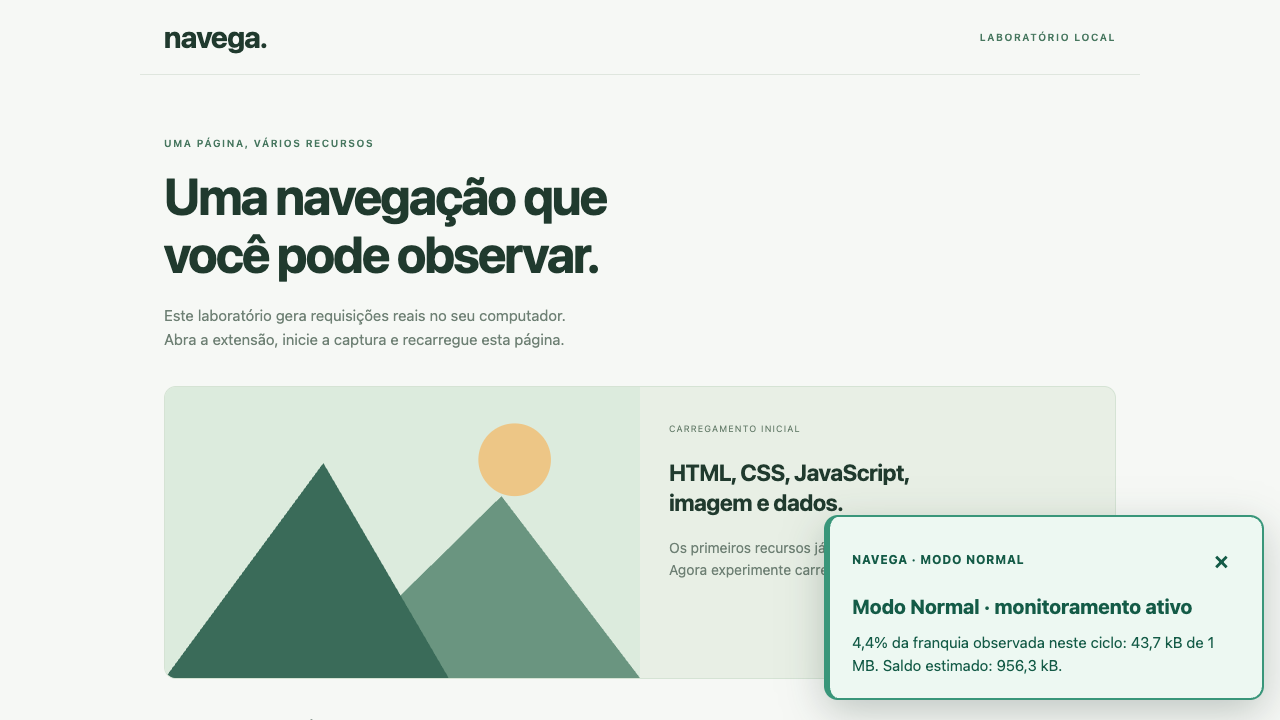 navega.
LABORATÓRIO LOCAL
UMA PÁGINA, VÁRIOS RECURSOS
Uma navegação que
você pode observar.
Este laboratório gera requisições reais no seu computador.
Abra a extensão, inicie a captura e recarregue esta página.
CARREGAMENTO INICIAL
HTML, CSS, JavaScript,
imagem e dados.
Os primeiros recursos já
Agora experimente carre
NAVEGA · MODO NORMAL
×
Modo Normal · monitoramento ativo
4,4% da franquia observada neste ciclo: 43,7 kB de 1
MB. Saldo estimado: 956,3 kB.